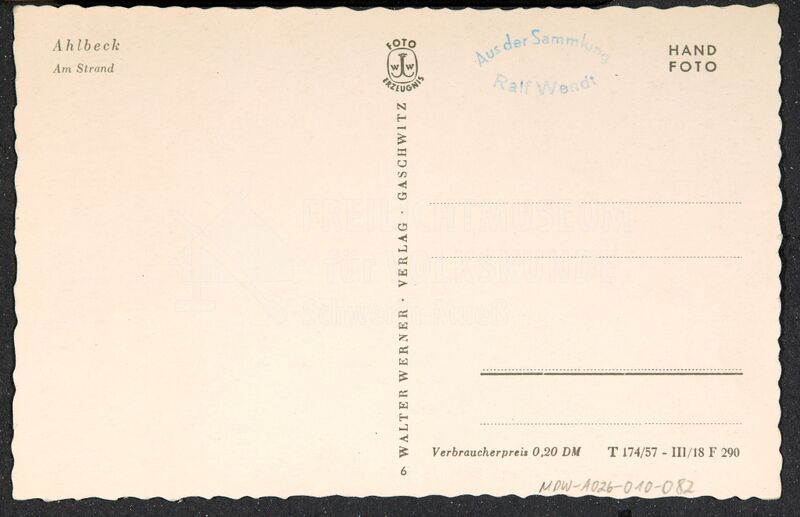 Ahlbeck
Am Strand
FOTO
W W
ERZEUGNIS
Aus der Sammlung
Ralf Wendt
HAND
FOTO
WALTER WERNER · VERLAG · GASCHWITZ
6
FREILICHTMUSEUM
für VOLKSKUNDE
Schwerin-Mueß
Verbraucherpreis 0,20 DM
T 174/57 - III/18 F 290
MDW-A026-010-082